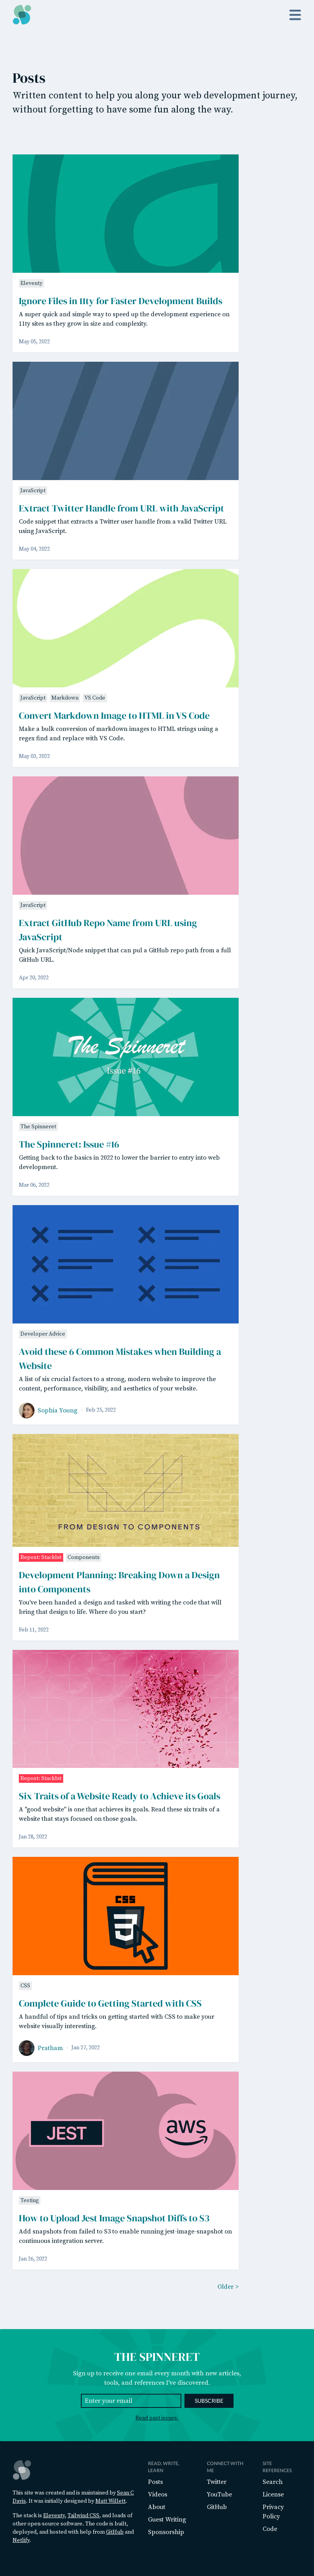 Posts
Written content to help you along your web development journey,
without forgetting to have some fun along the way.
Eleventy
Ignore Files in 11ty for Faster Development Builds
A super quick and simple way to speed up the development experience on
11ty sites as they grow in size and complexity.
May 05, 2022
JavaScript
Extract Twitter Handle from URL with JavaScript
Code snippet that extracts a Twitter user handle from a valid Twitter URL
using JavaScript.
May 04, 2022
JavaScript Markdown VS Code
Convert Markdown Image to HTML in VS Code
Make a bulk conversion of markdown images to HTML strings using a
regex find and replace with VS Code.
May 03, 2022
JavaScript
Extract GitHub Repo Name from URL using
JavaScript
Quick JavaScript/Node snippet that can pul a GitHub repo path from a full
GitHub URL.
Apr 20, 2022
The Spinneret
Issue #16
The Spinneret
The Spinneret: Issue #16
Getting back to the basics in 2022 to lower the barrier to entry into web
development.
Mar 06, 2022
Developer Advice
Avoid these 6 Common Mistakes when Building a
Website
A list of six crucial factors to a strong, modern website to improve the
content, performance, visibility, and aesthetics of your website.
Sophia Young · Feb 25, 2022
FROM DESIGN TO COMPONENTS
Repost: Stacklist Components
Development Planning: Breaking Down a Design
into Components
You've been handed a design and tasked with writing the code that will
bring that design to life. Where do you start?
Feb 11, 2022
Repost: Stacklist
Six Traits of a Website Ready to Achieve its Goals
A "good website" is one that achieves its goals. Read these six traits of a
website that stays focused on those goals.
Jan 28, 2022
CSS
3
CSS
Complete Guide to Getting Started with CSS
A handful of tips and tricks on getting started with CSS to make your
website visually interesting.
Pratham · Jan 27, 2022
JEST
aws
Testing
How to Upload Jest Image Snapshot Diffs to S3
Add snapshots from failed to S3 to enable running jest-image-snapshot on
continuous integration server.
Jan 26, 2022
Older >
THE SPINNERET
Sign up to receive one email every month with new articles,
tools, and references I've discovered.
Enter your email SUBSCRIBE
Read past issues.
This site was created and is maintained by Sean C
Davis. It was initially designed by Matt Willett.
The stack is Eleventy, Tailwind CSS, and loads of
other open source software. The code is built,
deployed, and hosted with help from GitHub and
Netlify.
READ, WRITE,
LEARN
Posts
Videos
About
Guest Writing
Sponsorship
CONNECT WITH
ME
Twitter
YouTube
GitHub
SITE
REFERENCES
Search
License
Privacy
Policy
Code